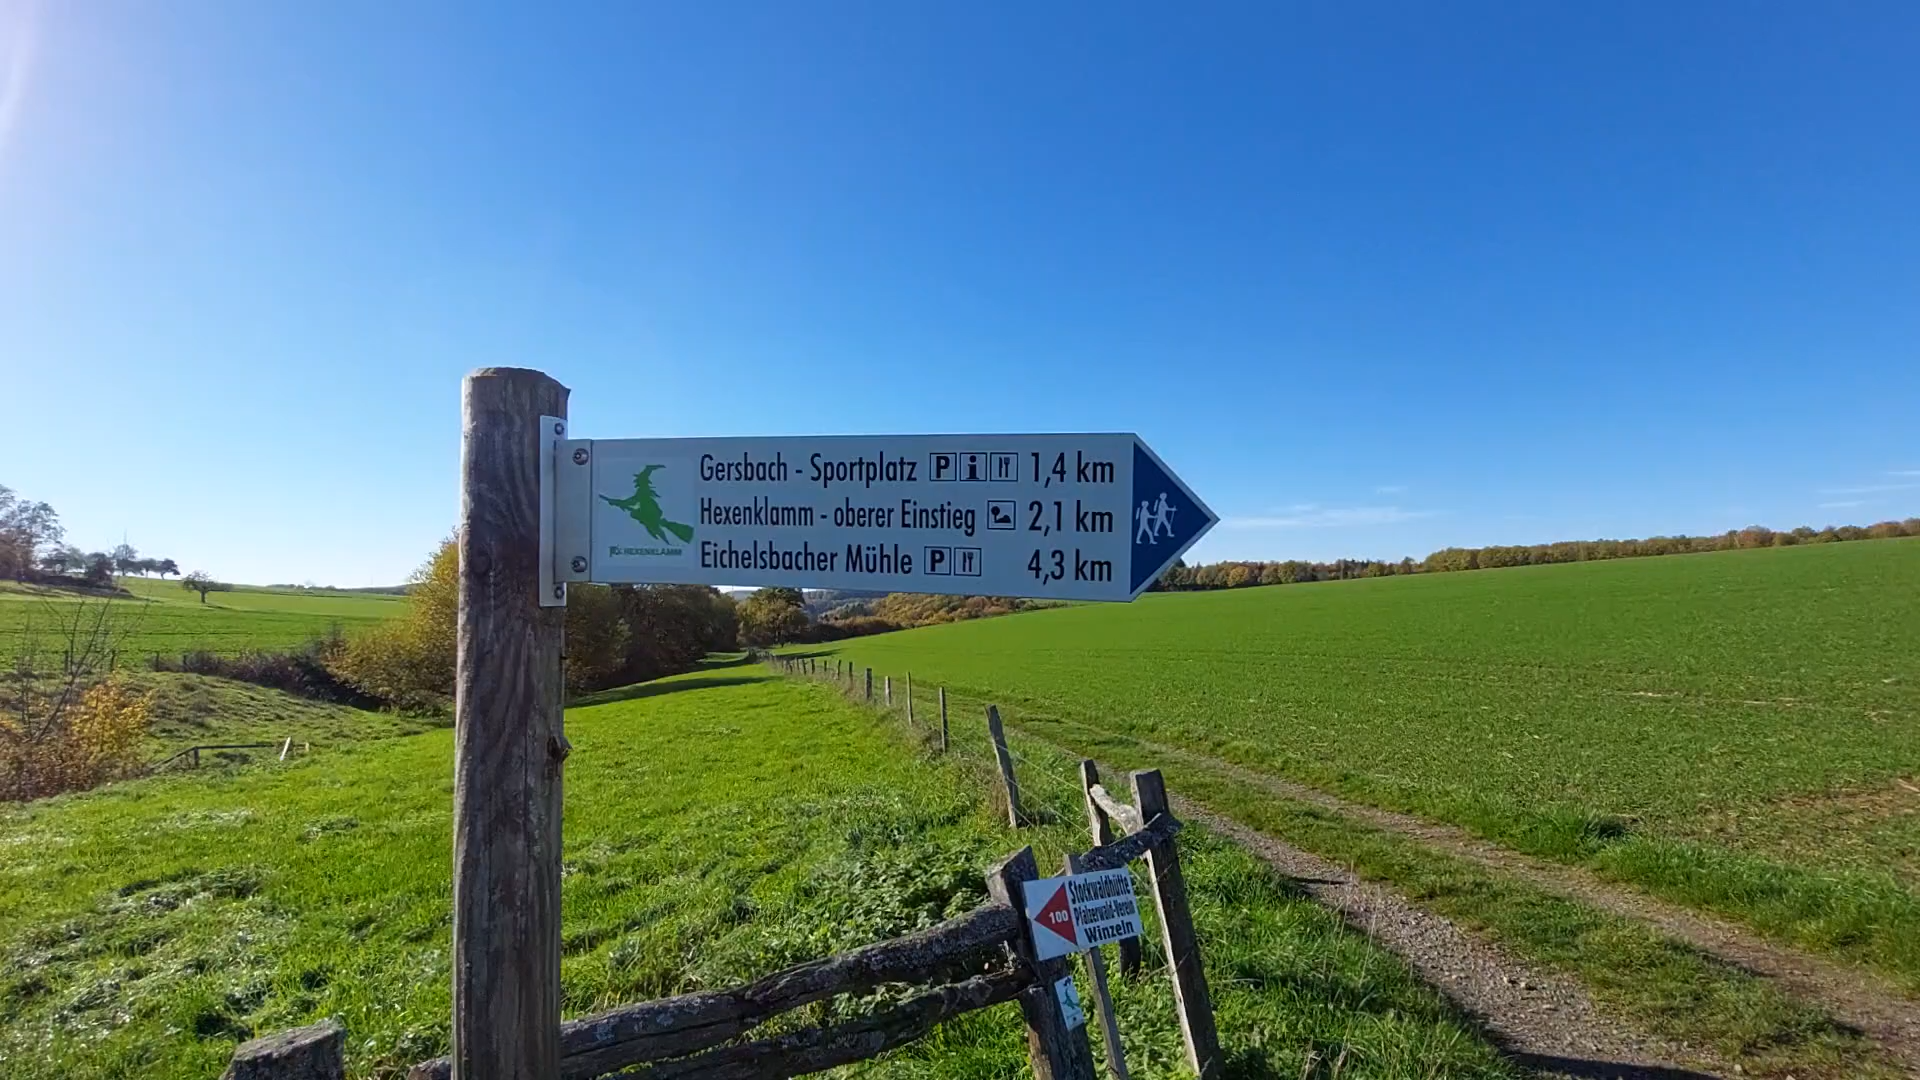 Gersbach - Sportplatz P i 1,4 km
Hexenklamm - oberer Einstieg 2,1 km
Eichelsbacher Mühle P 4,3 km
HEXENKLAMM
100
Stockwaldhütte
Pfälzerwald-Verein
Winzeln